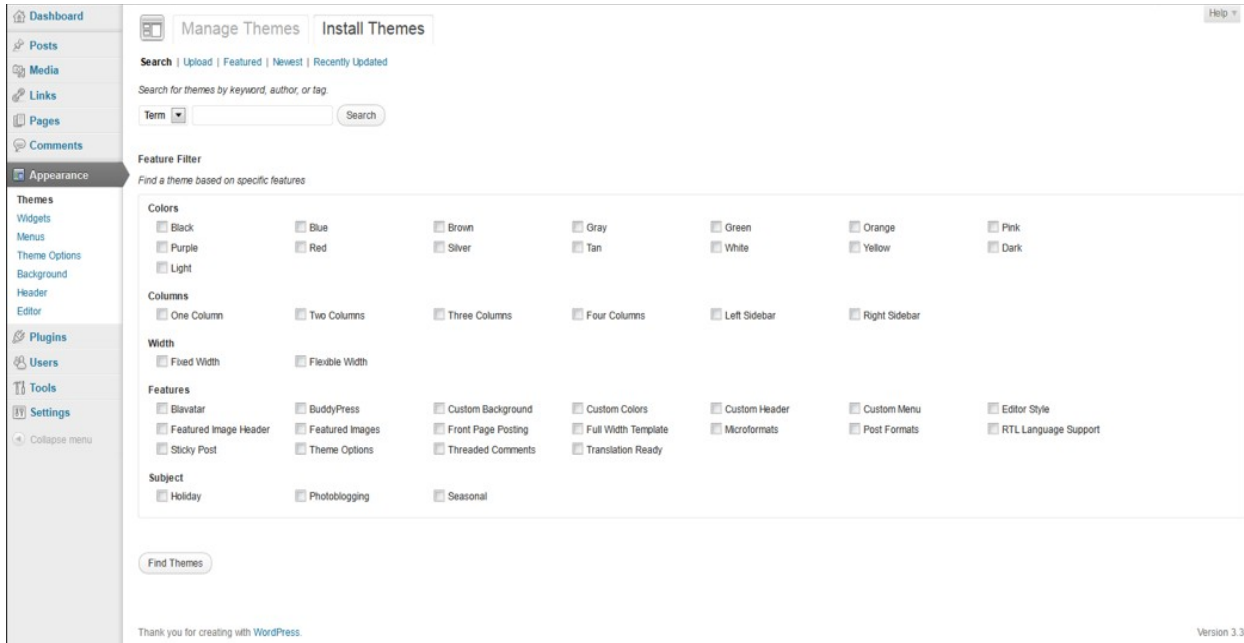 Dashboard
Posts
Media
Links
Pages
Comments
Appearance
Themes
Widgets
Menus
Theme Options
Background
Header
Editor
Plugins
Users
Tools
Settings
Collapse menu
Help
Manage Themes Install Themes
Search | Upload | Featured | Newest | Recently Updated
Search for themes by keyword, author, or tag.
Term Search
Feature Filter
Find a theme based on specific features
Colors
Black Blue Brown Gray Green Orange Pink
Purple Red Silver Tan White Yellow Dark
Light
Columns
One Column Two Columns Three Columns Four Columns Left Sidebar Right Sidebar
Width
Fixed Width Flexible Width
Features
Blavatar BuddyPress Custom Background Custom Colors Custom Header Custom Menu Editor Style
Featured Image Header Featured Images Front Page Posting Full Width Template Microformats Post Formats RTL Language Support
Sticky Post Theme Options Threaded Comments Translation Ready
Subject
Holiday Photoblogging Seasonal
Find Themes
Thank you for creating with WordPress. Version 3.3